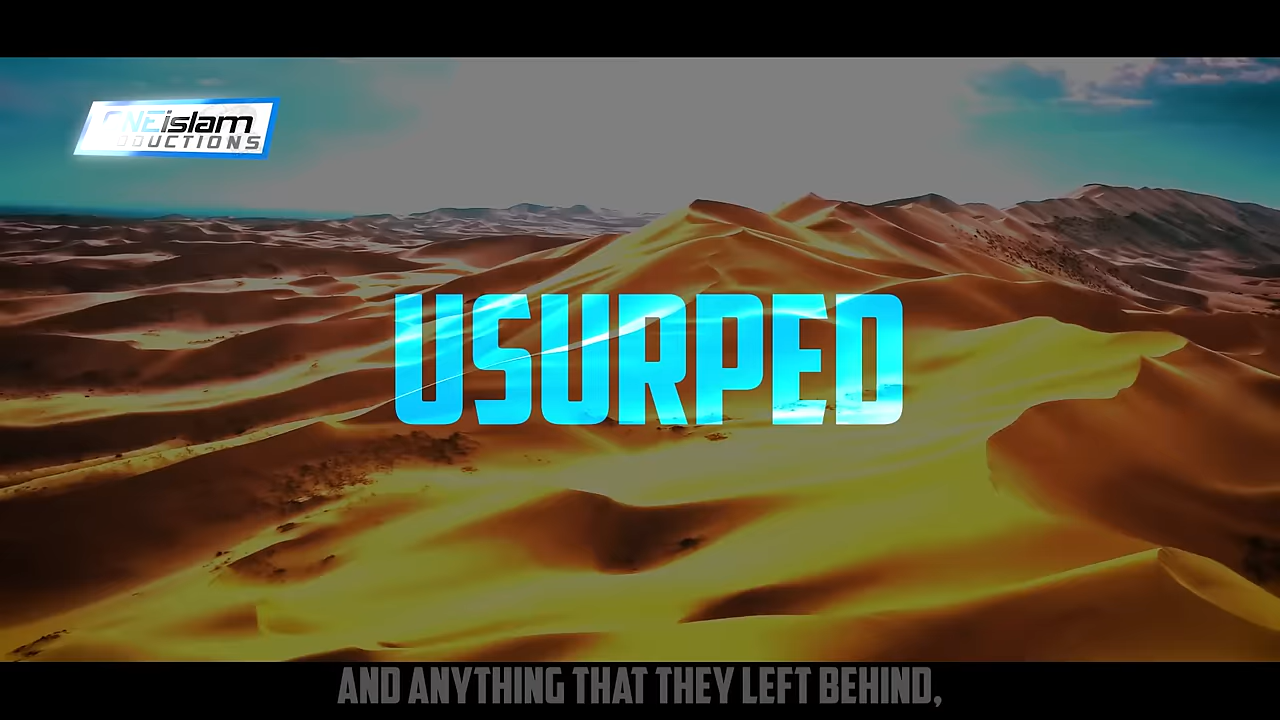 ONEislam
PRODUCTIONS
USURPED
AND ANYTHING THAT THEY LEFT BEHIND,